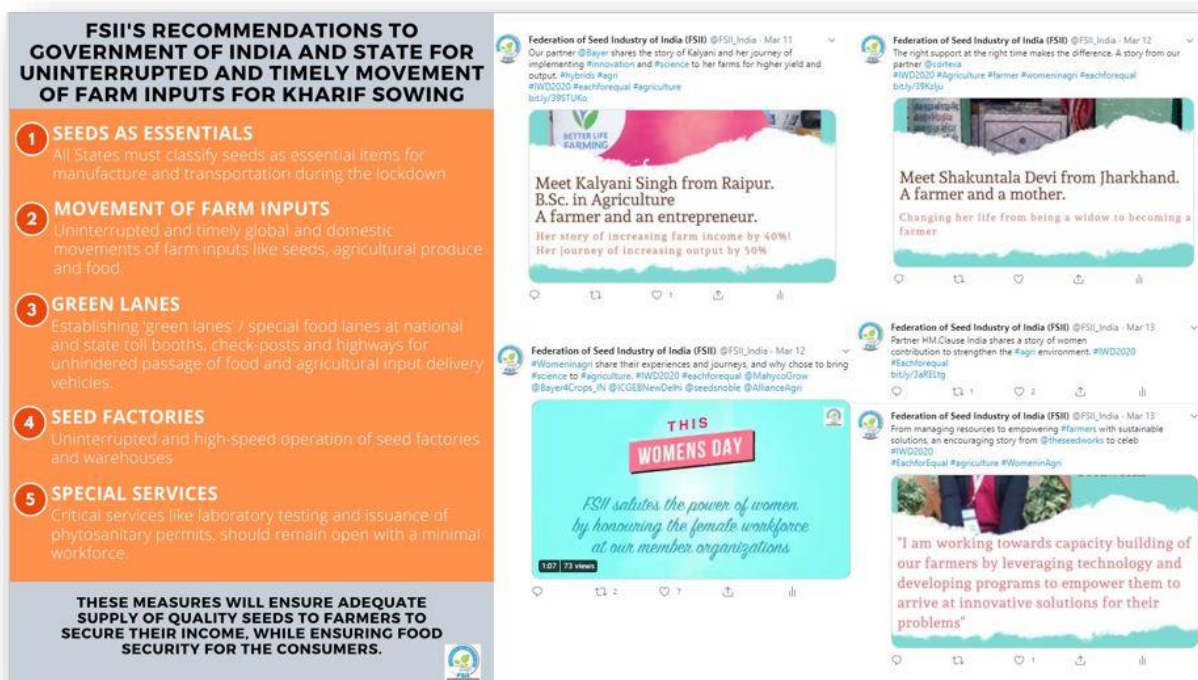 FSII'S RECOMMENDATIONS TO
GOVERNMENT OF INDIA AND STATE FOR
UNINTERRUPTED AND TIMELY MOVEMENT
OF FARM INPUTS FOR KHARIF SOWING
1 SEEDS AS ESSENTIALS
All States must classify seeds as essential items for
manufacture and transportation during the lockdown
2 MOVEMENT OF FARM INPUTS
Uninterrupted and timely global and domestic
movements of farm inputs like seeds, agricultural produce
and food.
3 GREEN LANES
Establishing 'green lanes' / special food lanes at national
and state toll booths, check-posts and highways for
unhindered passage of food and agricultural input delivery
vehicles.
4 SEED FACTORIES
Uninterrupted and high-speed operation of seed factories
and warehouses
5 SPECIAL SERVICES
Critical services like laboratory testing and issuance of
phytosanitary permits, should remain open with a minimal
workforce.
THESE MEASURES WILL ENSURE ADEQUATE
SUPPLY OF QUALITY SEEDS TO FARMERS TO
SECURE THEIR INCOME, WHILE ENSURING FOOD
SECURITY FOR THE CONSUMERS.
FSII
Federation of Seed Industry of India (FSII) @FSII_India · Mar 11
Our partner @Bayer shares the story of Kalyani and her journey of
implementing #innovation and #science to her farms for higher yield and
output. #hybrids #agri
#IWD2020 #eachforequal #agriculture
bit.ly/39STUKo
BETTER LIFE
FARMING
Meet Kalyani Singh from Raipur.
B.Sc. in Agriculture
A farmer and an entrepreneur.
Her story of increasing farm income by 40%!
Her journey of increasing output by 50%
1
Federation of Seed Industry of India (FSII) @FSII_India · Mar 12
#Womeninagri share their experiences and journeys, and why chose to bring
#science to #agriculture. #IWD2020 #eachforequal @MahycoGrow
@Bayer4Crops_IN @ICGEBNewDelhi @seedsnoble @AllianceAgri
THIS
WOMENS DAY
FSII salutes the power of women
by honouring the female workforce
at our member organizations
1:07 73 views
2 7
Federation of Seed Industry of India (FSII) @FSII_India · Mar 12
The right support at the right time makes the difference. A story from our
partner @corteva
#IWD2020 #Agriculture #farmer #womeninagri #eachforequal
bit.ly/39Kzlju
Meet Shakuntala Devi from Jharkhand.
A farmer and a mother.
Changing her life from being a widow to becoming a
farmer
Federation of Seed Industry of India (FSII) @FSII_India · Mar 13
Partner HM.Clause India shares a story of women
contribution to strengthen the #agri environment. #IWD2020
#Eachforequal
bit.ly/3aRELtg
1 2
Federation of Seed Industry of India (FSII) @FSII_India · Mar 13
From managing resources to empowering #farmers with sustainable
solutions, an encouraging story from @theseedworks to celeb
#IWD2020
#EachforEqual #agriculture #WomeninAgri
"I am working towards capacity building of
our farmers by leveraging technology and
developing programs to empower them to
arrive at innovative solutions for their
problems"
1